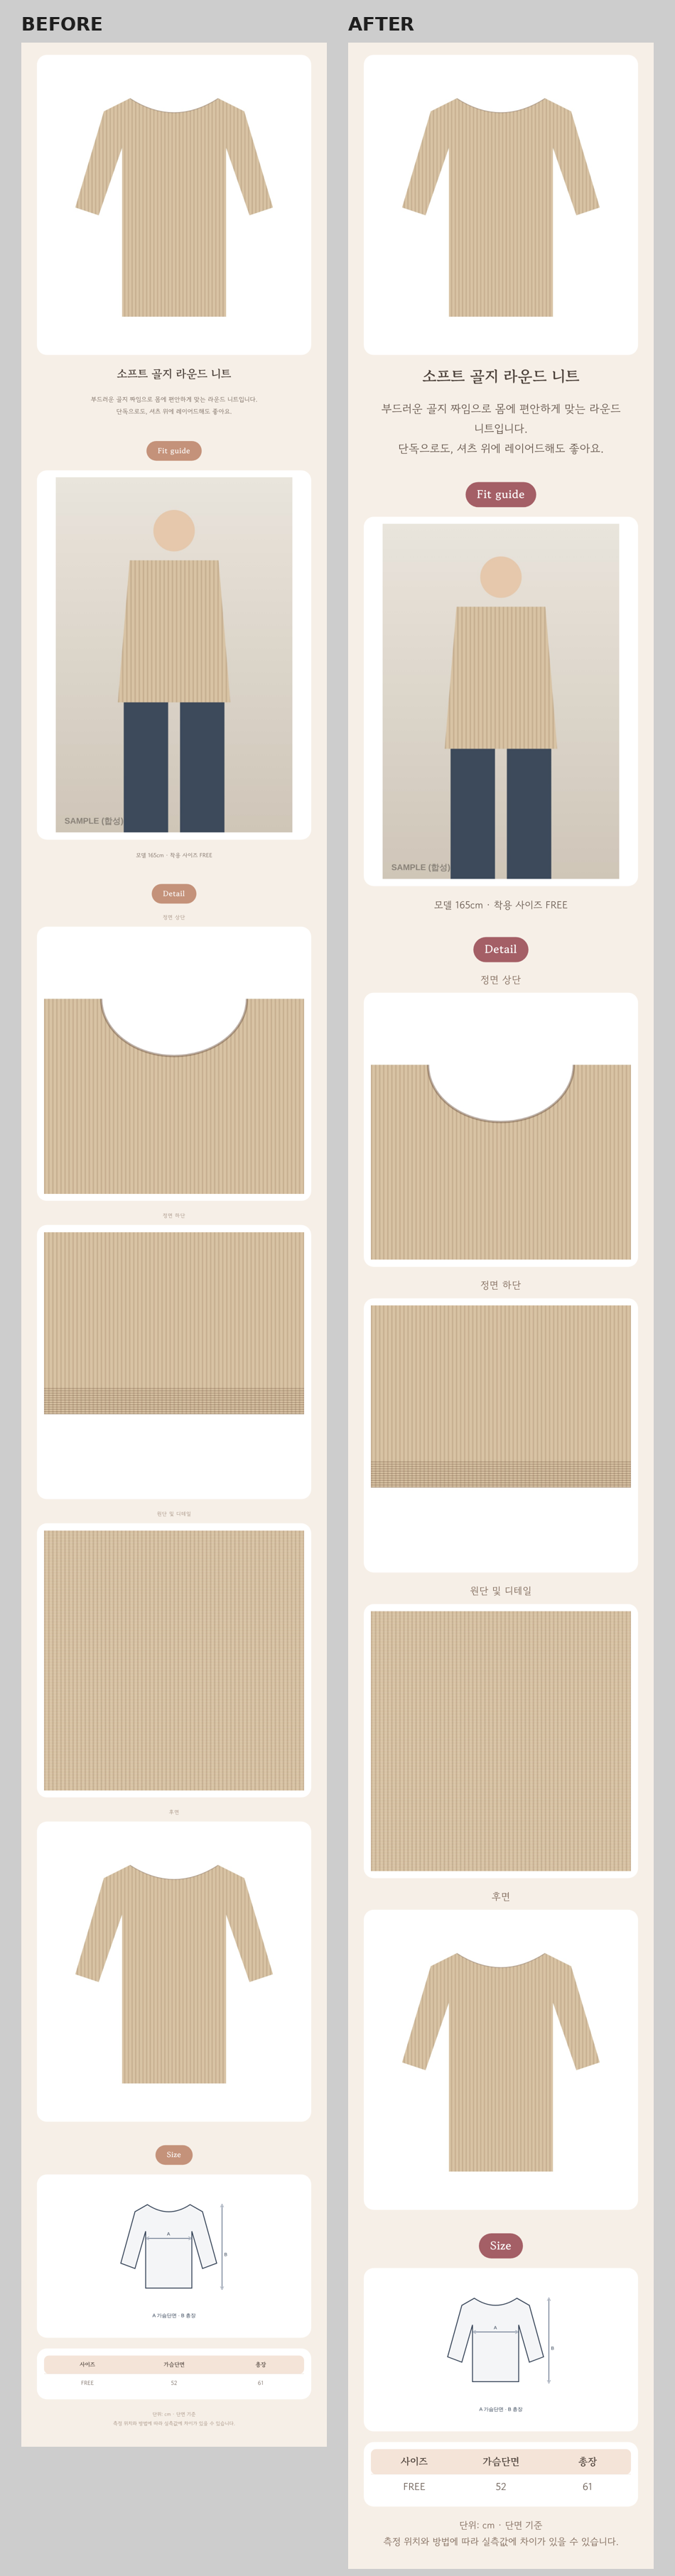 BEFORE
소프트 골지 라운드 니트
부드러운 골지 짜임으로 몸에 편안하게 맞는 라운드 니트입니다.
단독으로도, 셔츠 위에 레이어드해도 좋아요.
Fit guide
SAMPLE (합성)
모델 165cm · 착용 사이즈 FREE
Detail
정면 상단
정면 하단
원단 및 디테일
후면
Size
A
B
A 가슴단면 · B 총장
사이즈 가슴단면 총장
FREE 52 61
단위: cm · 단면 기준
측정 위치와 방법에 따라 실측값에 차이가 있을 수 있습니다.
AFTER
소프트 골지 라운드 니트
부드러운 골지 짜임으로 몸에 편안하게 맞는 라운드
니트입니다.
단독으로도, 셔츠 위에 레이어드해도 좋아요.
Fit guide
SAMPLE (합성)
모델 165cm · 착용 사이즈 FREE
Detail
정면 상단
정면 하단
원단 및 디테일
후면
Size
A
B
A 가슴단면 · B 총장
사이즈 가슴단면 총장
FREE 52 61
단위: cm · 단면 기준
측정 위치와 방법에 따라 실측값에 차이가 있을 수 있습니다.